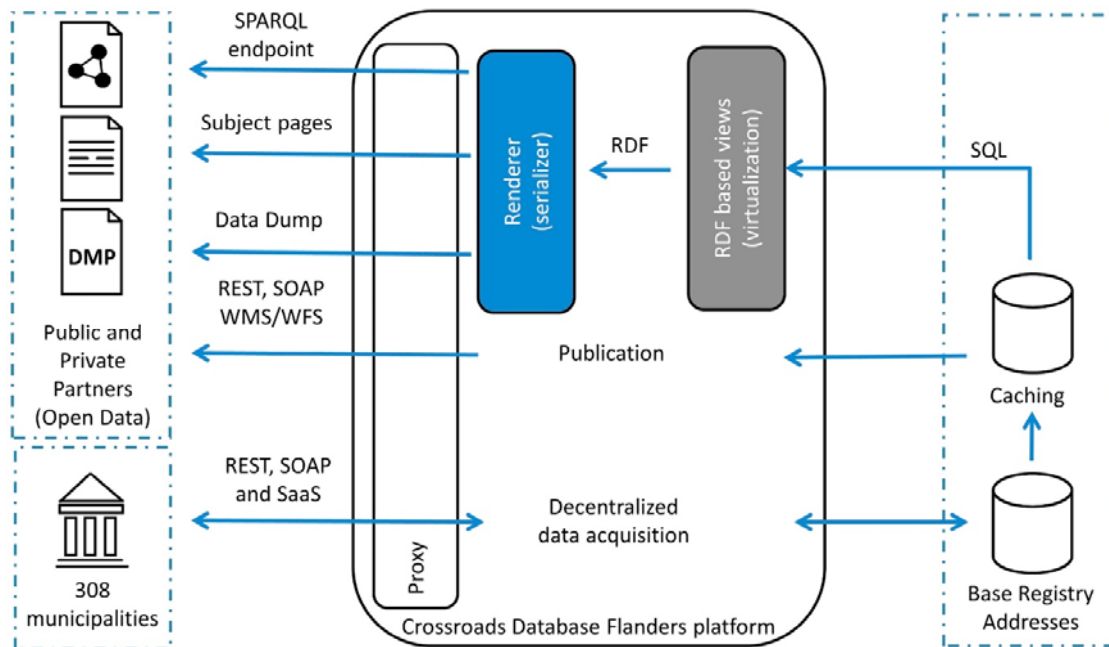 SPARQL
endpoint
Subject pages
Data Dump
DMP
REST, SOAP
WMS/WFS
Public and
Private
Partners
(Open Data)
REST, SOAP
and SaaS
308
municipalities
Proxy
Renderer
(serializer)
RDF
RDF based views
(virtualization)
SQL
Publication
Caching
Decentralized
data acquisition
Base Registry
Addresses
Crossroads Database Flanders platform